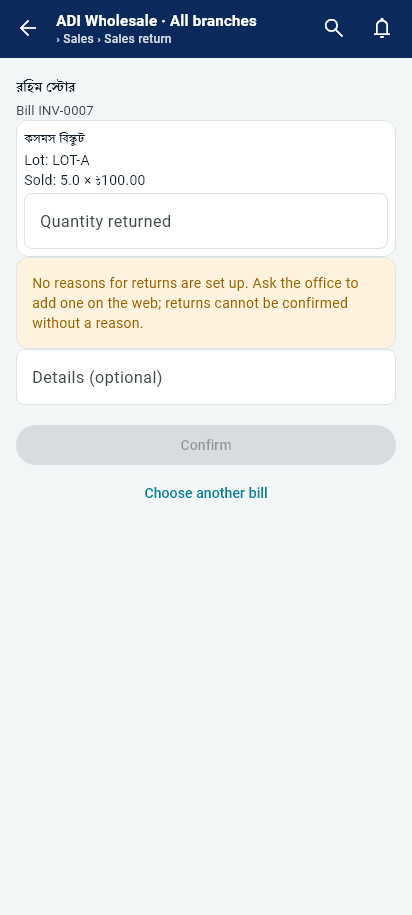 ADI Wholesale · All branches
› Sales › Sales return
রহিম স্টোর
Bill INV-0007
কসমস বিস্কুট
Lot: LOT-A
Sold: 5.0 × ৳100.00
Quantity returned
No reasons for returns are set up. Ask the office to
add one on the web; returns cannot be confirmed
without a reason.
Details (optional)
Confirm
Choose another bill